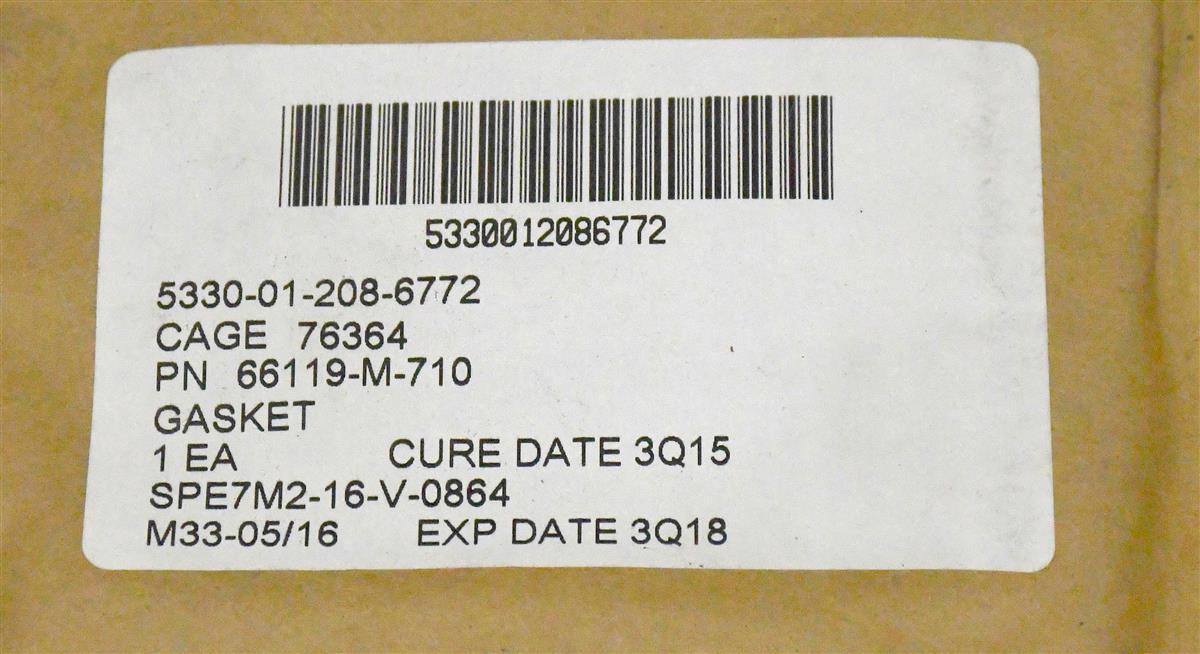 5330012086772
5330-01-208-6772
CAGE 76364
PN 66119-M-710
GASKET
1 EA CURE DATE 3Q15
SPE7M2-16-V-0864
M33-05/16 EXP DATE 3Q18